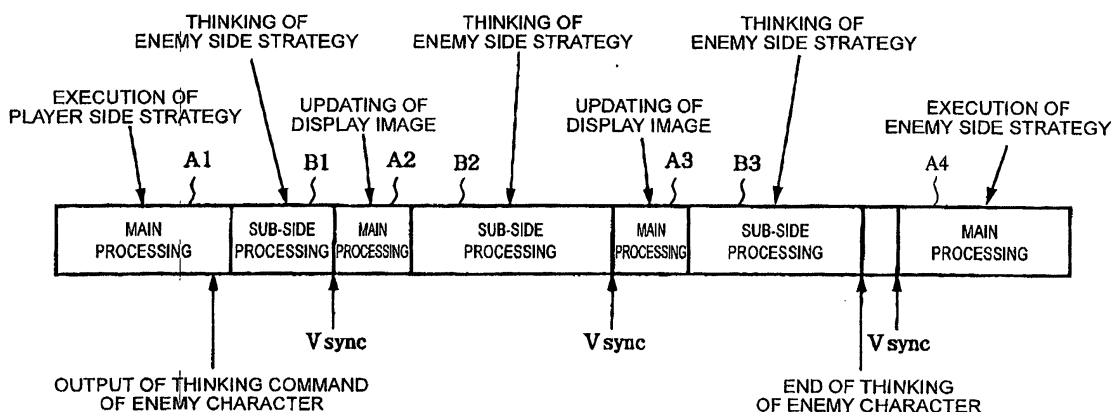 THINKING OF
ENEMY SIDE STRATEGY
THINKING OF
ENEMY SIDE STRATEGY
THINKING OF
ENEMY SIDE STRATEGY
EXECUTION OF
PLAYER SIDE STRATEGY
UPDATING OF
DISPLAY IMAGE
UPDATING OF
DISPLAY IMAGE
EXECUTION OF
ENEMY SIDE STRATEGY
A1
B1
A2
B2
A3
B3
A4
MAIN
PROCESSING
SUB-SIDE
PROCESSING
MAIN
PROCESSING
SUB-SIDE
PROCESSING
MAIN
PROCESSING
SUB-SIDE
PROCESSING
MAIN
PROCESSING
V sync
V sync
V sync
OUTPUT OF THINKING COMMAND
OF ENEMY CHARACTER
END OF THINKING
OF ENEMY CHARACTER